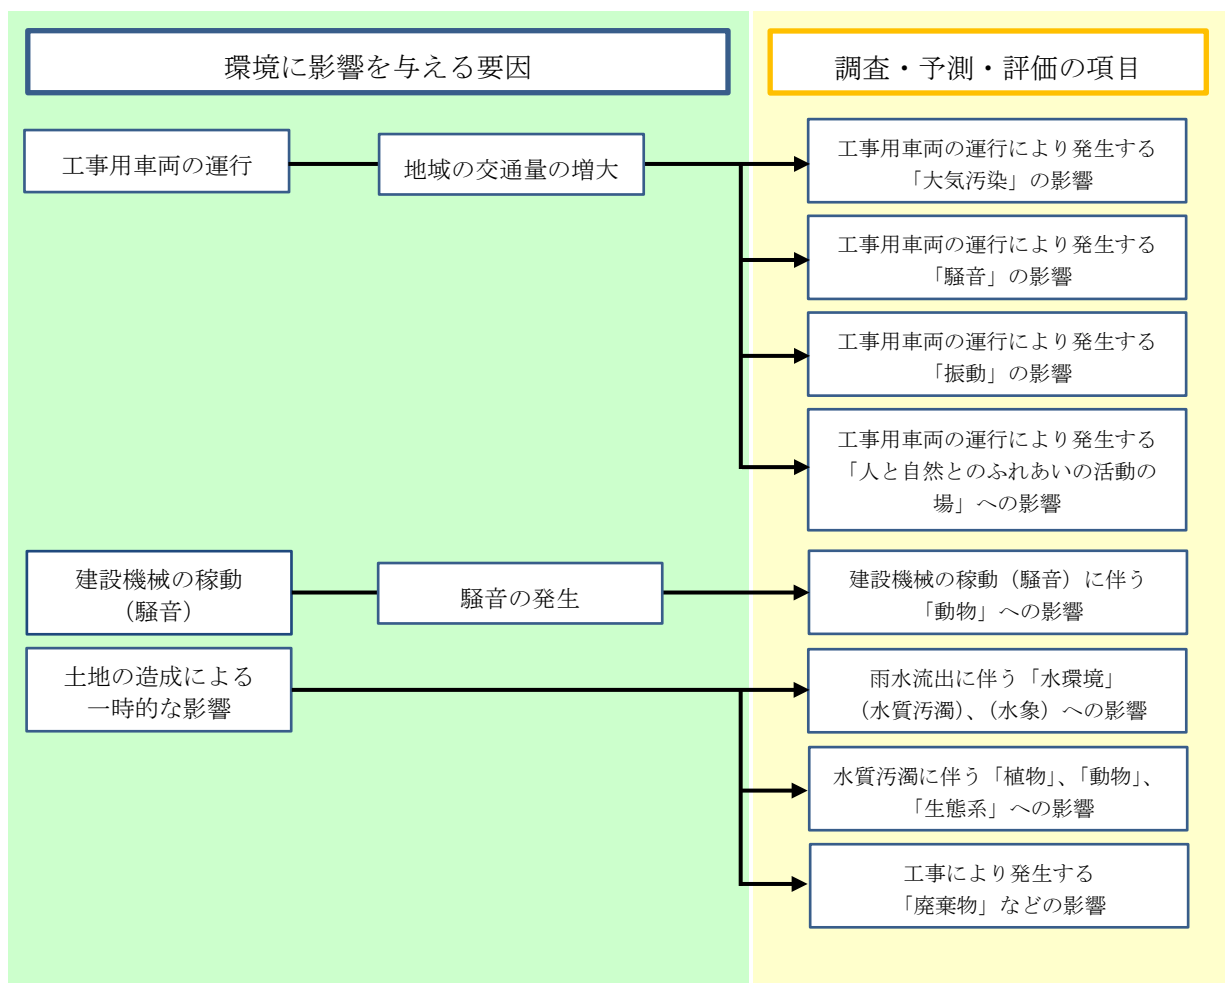 環境に影響を与える要因
調査・予測・評価の項目
工事用車両の運行
地域の交通量の増大
工事用車両の運行により発生する
「大気汚染」の影響
工事用車両の運行により発生する
「騒音」の影響
工事用車両の運行により発生する
「振動」の影響
工事用車両の運行により発生する
「人と自然とのふれあいの活動の
場」への影響
建設機械の稼動
（騒音）
騒音の発生
建設機械の稼動（騒音）に伴う
「動物」への影響
土地の造成による
一時的な影響
雨水流出に伴う「水環境」
（水質汚濁）、（水象）への影響
水質汚濁に伴う「植物」、「動物」、
「生態系」への影響
工事により発生する
「廃棄物」などの影響